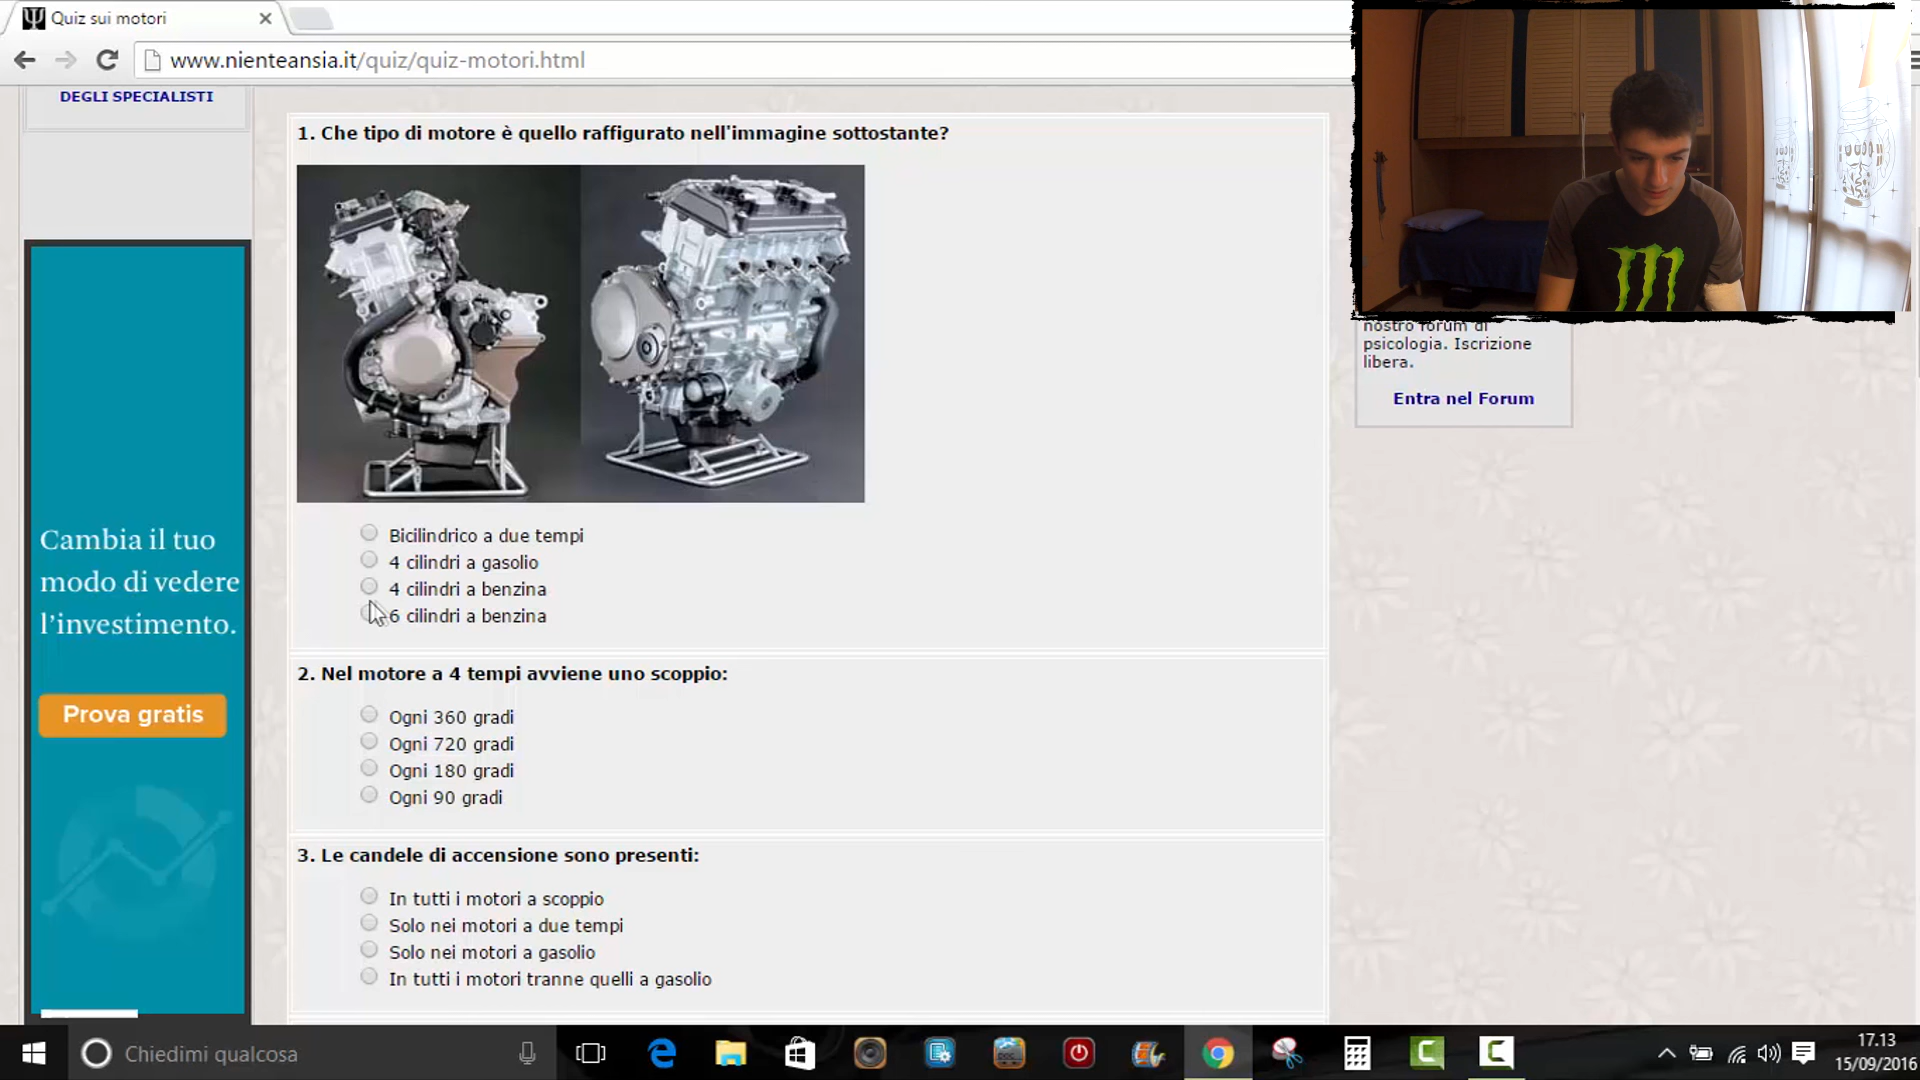 Quiz sui motori
www.nienteansia.it/quiz/quiz-motori.html
DEGLI SPECIALISTI
1. Che tipo di motore è quello raffigurato nell'immagine sottostante?
Bicilindrico a due tempi
4 cilindri a gasolio
4 cilindri a benzina
6 cilindri a benzina
2. Nel motore a 4 tempi avviene uno scoppio:
Ogni 360 gradi
Ogni 720 gradi
Ogni 180 gradi
Ogni 90 gradi
3. Le candele di accensione sono presenti:
In tutti i motori a scoppio
Solo nei motori a due tempi
Solo nei motori a gasolio
In tutti i motori tranne quelli a gasolio
Cambia il tuo
modo di vedere
l'investimento.
Prova gratis
nostro forum di
psicologia. Iscrizione
libera.
Entra nel Forum
Chiedimi qualcosa
17.13
15/09/2016